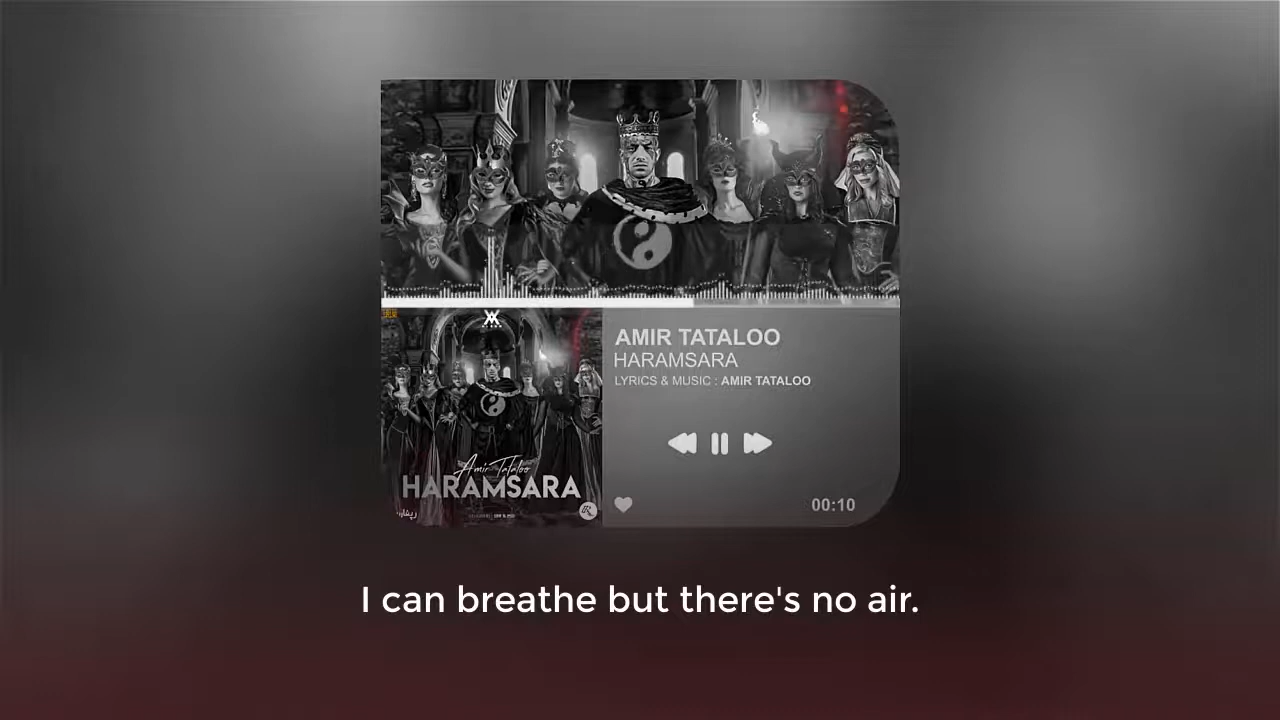 AMIR TATALOO
HARAMSARA
LYRICS & MUSIC : AMIR TATALOO
Amir Tataloo
HARAMSARA
00:10
I can breathe but there's no air.